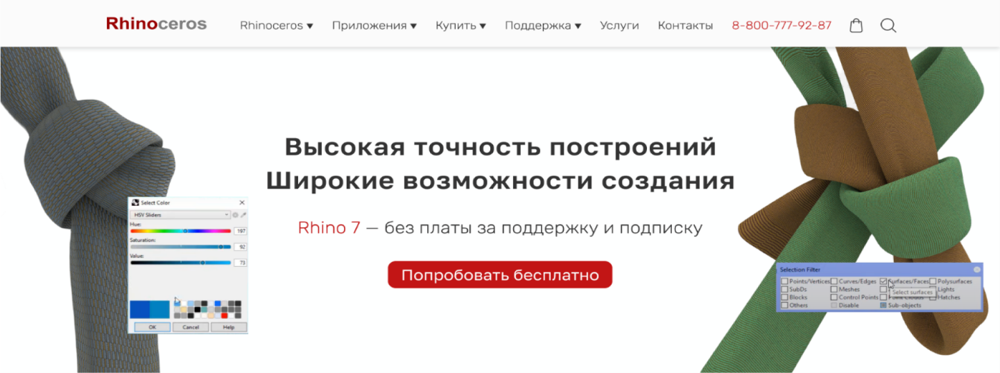 Rhinoceros
Rhinoceros ▼ Приложения ▼ Купить ▼ Поддержка ▼ Услуги Контакты 8-800-777-92-87
Высокая точность построений
Широкие возможности создания
Rhino 7 — без платы за поддержку и подписку
Попробовать бесплатно
Select Color
HSV Sliders
Hue:
197
Saturation:
92
Value:
73
OK Cancel Help
Selection Filter
Points/Vertices Curves/Edges Surfaces/Faces Polysurfaces
SubDs Meshes Lights
Select surfaces
Blocks Control Points Point Clouds Hatches
Others Disable Sub-objects